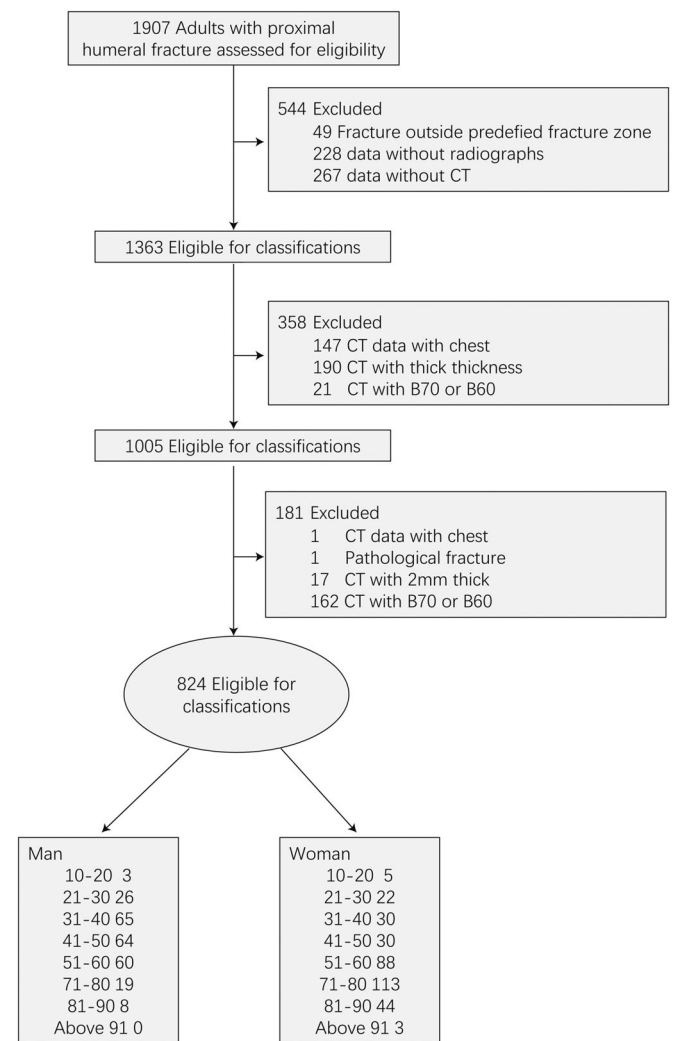 1907 Adults with proximal
humeral fracture assessed for eligibility
544 Excluded
49 Fracture outside predefied fracture zone
228 data without radiographs
267 data without CT
1363 Eligible for classifications
358 Excluded
147 CT data with chest
190 CT with thick thickness
21 CT with B70 or B60
1005 Eligible for classifications
181 Excluded
1 CT data with chest
1 Pathological fracture
17 CT with 2mm thick
162 CT with B70 or B60
824 Eligible for
classifications
Man
10-20 3
21-30 26
31-40 65
41-50 64
51-60 60
71-80 19
81-90 8
Above 91 0
Woman
10-20 5
21-30 22
31-40 30
41-50 30
51-60 88
71-80 113
81-90 44
Above 91 3